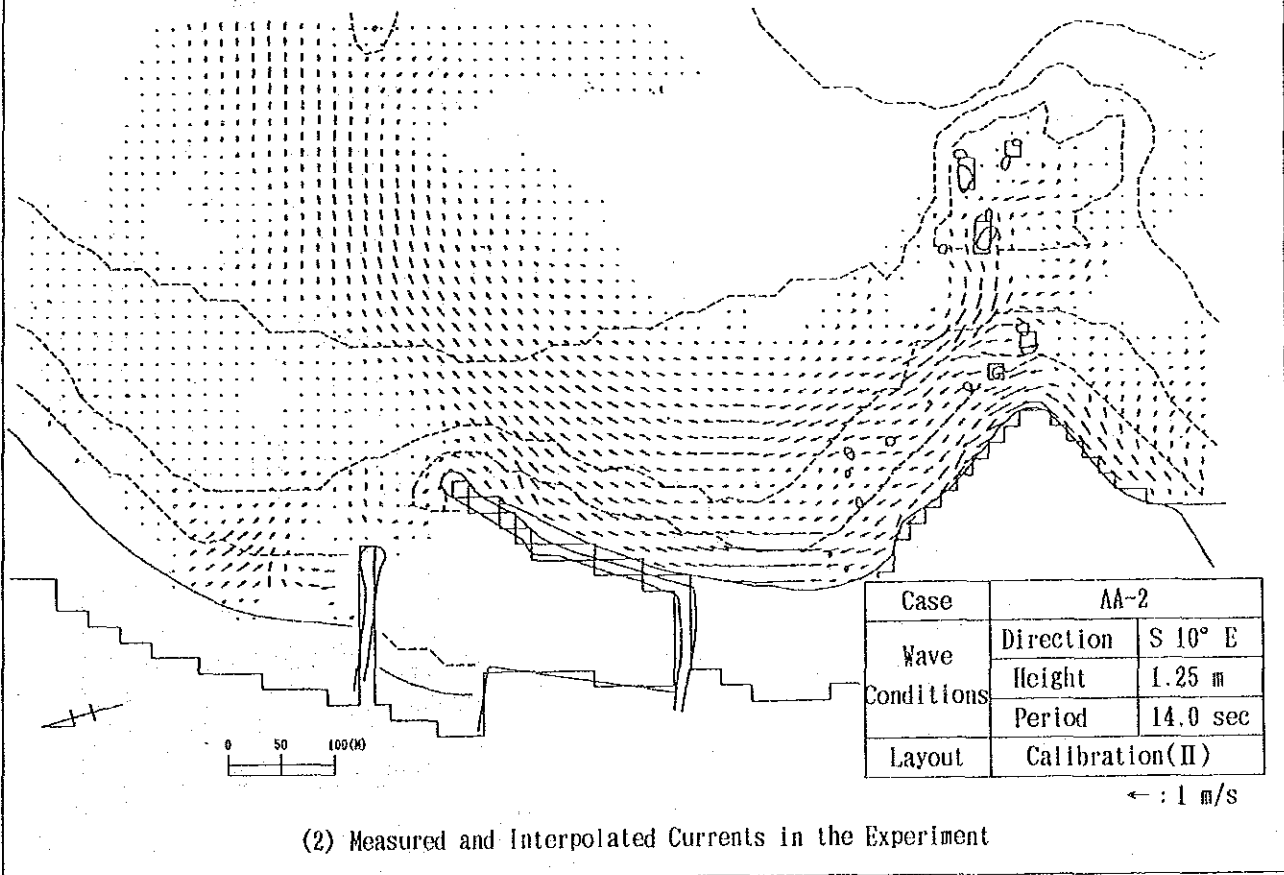 Case AA-2
Wave Conditions
Direction S 10° E
Height 1.25 m
Period 14.0 sec
Layout Calibration(II)
← : 1 m/s
0 50 100(M)
(2) Measured and Interpolated Currents in the Experiment